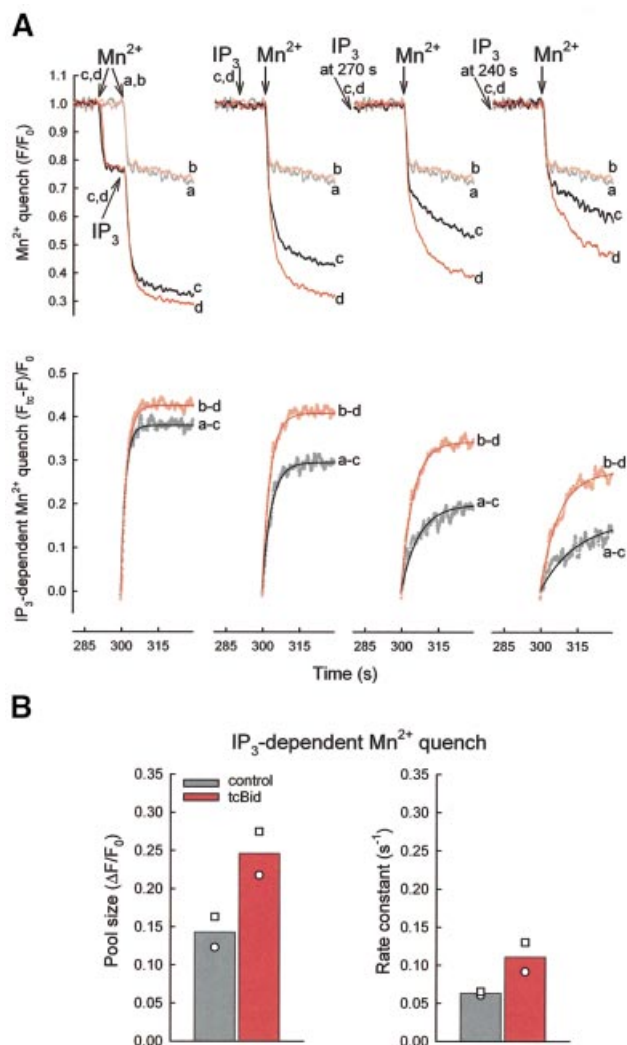 A
Mn2+
c,d
a,b
IP3
c,d
Mn2+
IP3
at 270 s
c,d
Mn2+
IP3
at 240 s
c,d
Mn2+
Mn2+ quench (F/F0)
1.1
1.0
0.9
0.8
0.7
0.6
0.5
0.4
0.3
c,d
IP3
b
a
c
d
b
a
c
d
b
a
c
d
b
a
c
d
IP3-dependent Mn2+ quench (Ftc-F)/F0
0.5
0.4
0.3
0.2
0.1
0.0
b-d
a-c
b-d
a-c
b-d
a-c
b-d
a-c
285 300 315
285 300 315
285 300 315
285 300 315
Time (s)
B
IP3-dependent Mn2+ quench
Pool size (ΔF/F0)
0.35
0.30
0.25
0.20
0.15
0.10
0.05
0.00
control
tcBid
Rate constant (s-1)
0.35
0.30
0.25
0.20
0.15
0.10
0.05
0.00